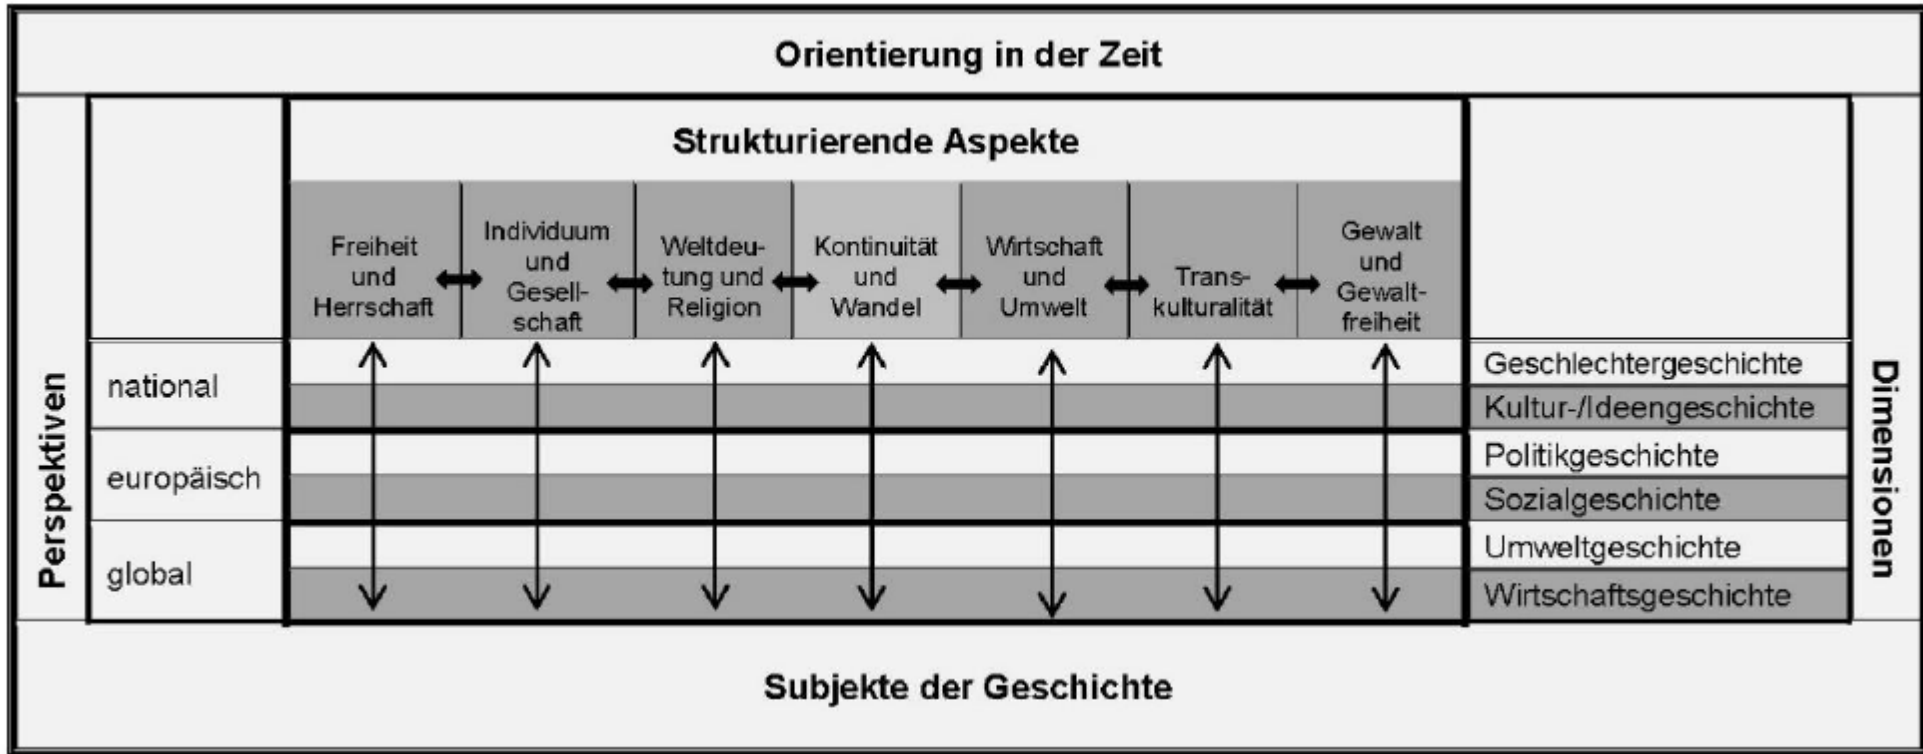 Orientierung in der Zeit
Strukturierende Aspekte
Freiheit
und
Herrschaft
Individuum
und
Gesell-
schaft
Weltdeu-
tung und
Religion
Kontinuität
und
Wandel
Wirtschaft
und
Umwelt
Trans-
kulturalität
Gewalt
und
Gewalt-
freiheit
Perspektiven
national
europäisch
global
Geschlechtergeschichte
Kultur-/Ideengeschichte
Politikgeschichte
Sozialgeschichte
Umweltgeschichte
Wirtschaftsgeschichte
Dimensionen
Subjekte der Geschichte